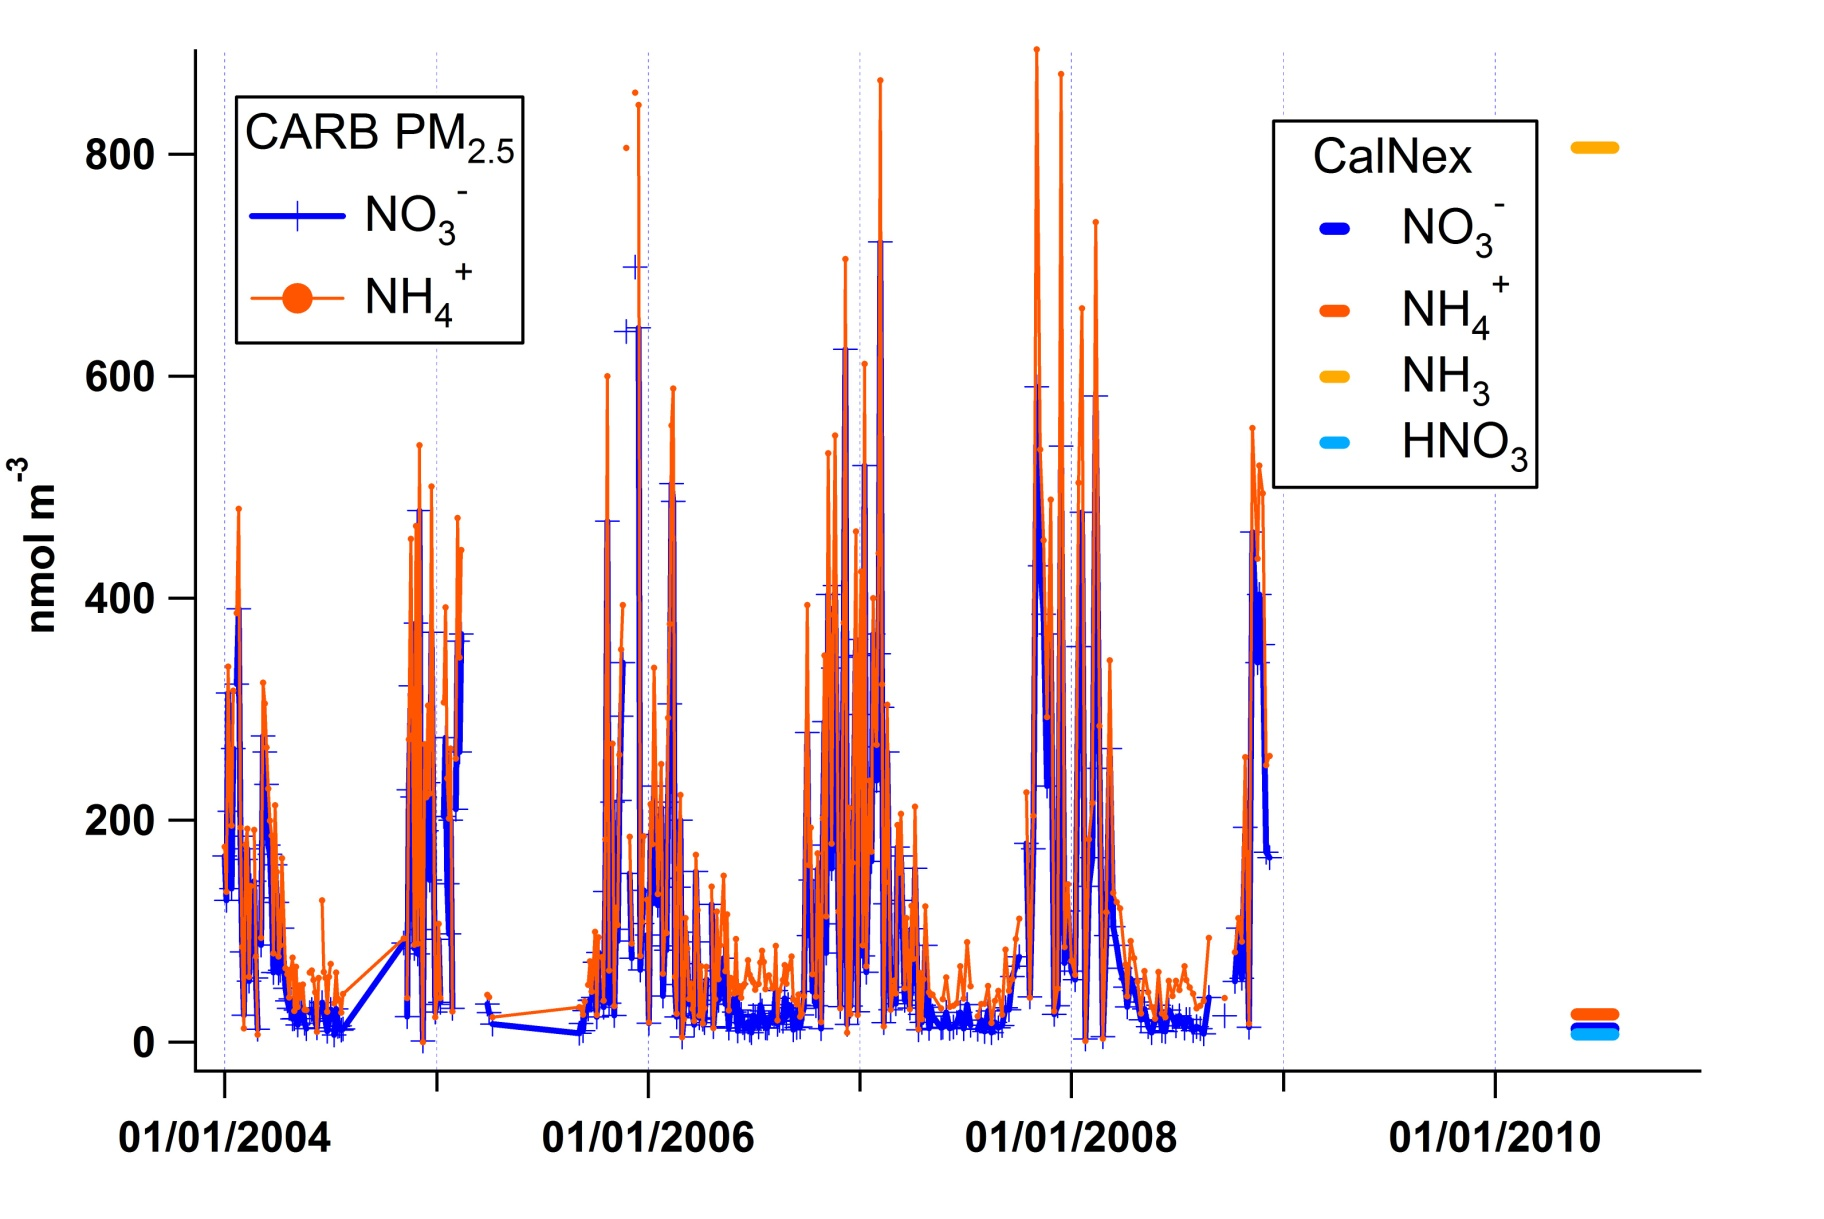 CARB PM2.5
NO3-
NH4+
CalNex
NO3-
NH4+
NH3
HNO3
nmol m-3
800
600
400
200
0
01/01/2004
01/01/2006
01/01/2008
01/01/2010